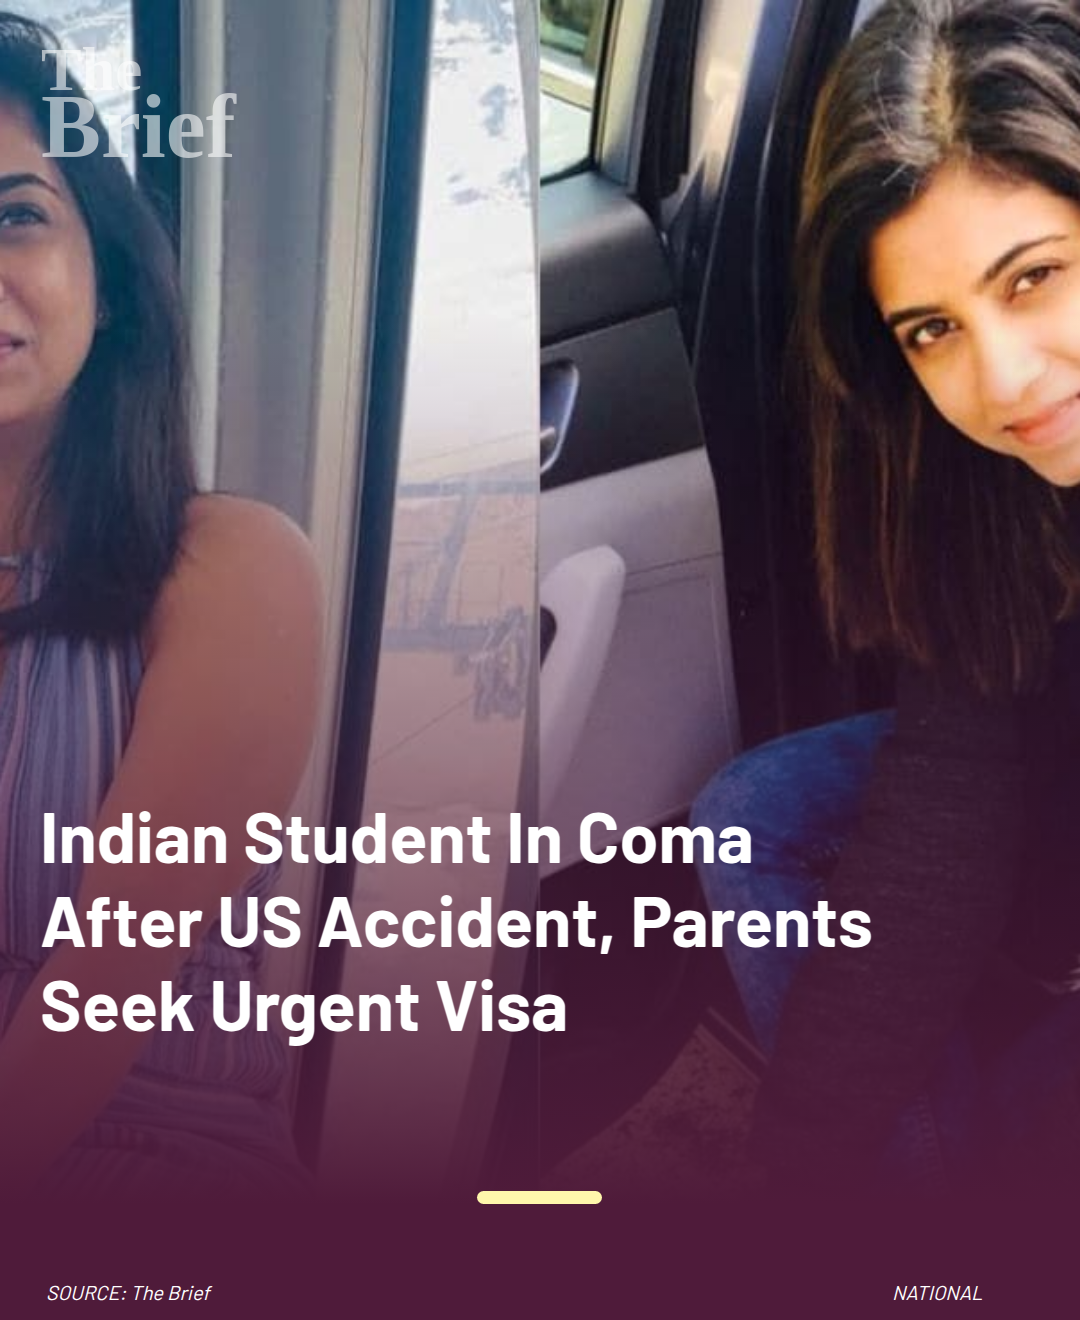 The
Brief
Indian Student In Coma
After US Accident, Parents
Seek Urgent Visa
SOURCE: The Brief
NATIONAL